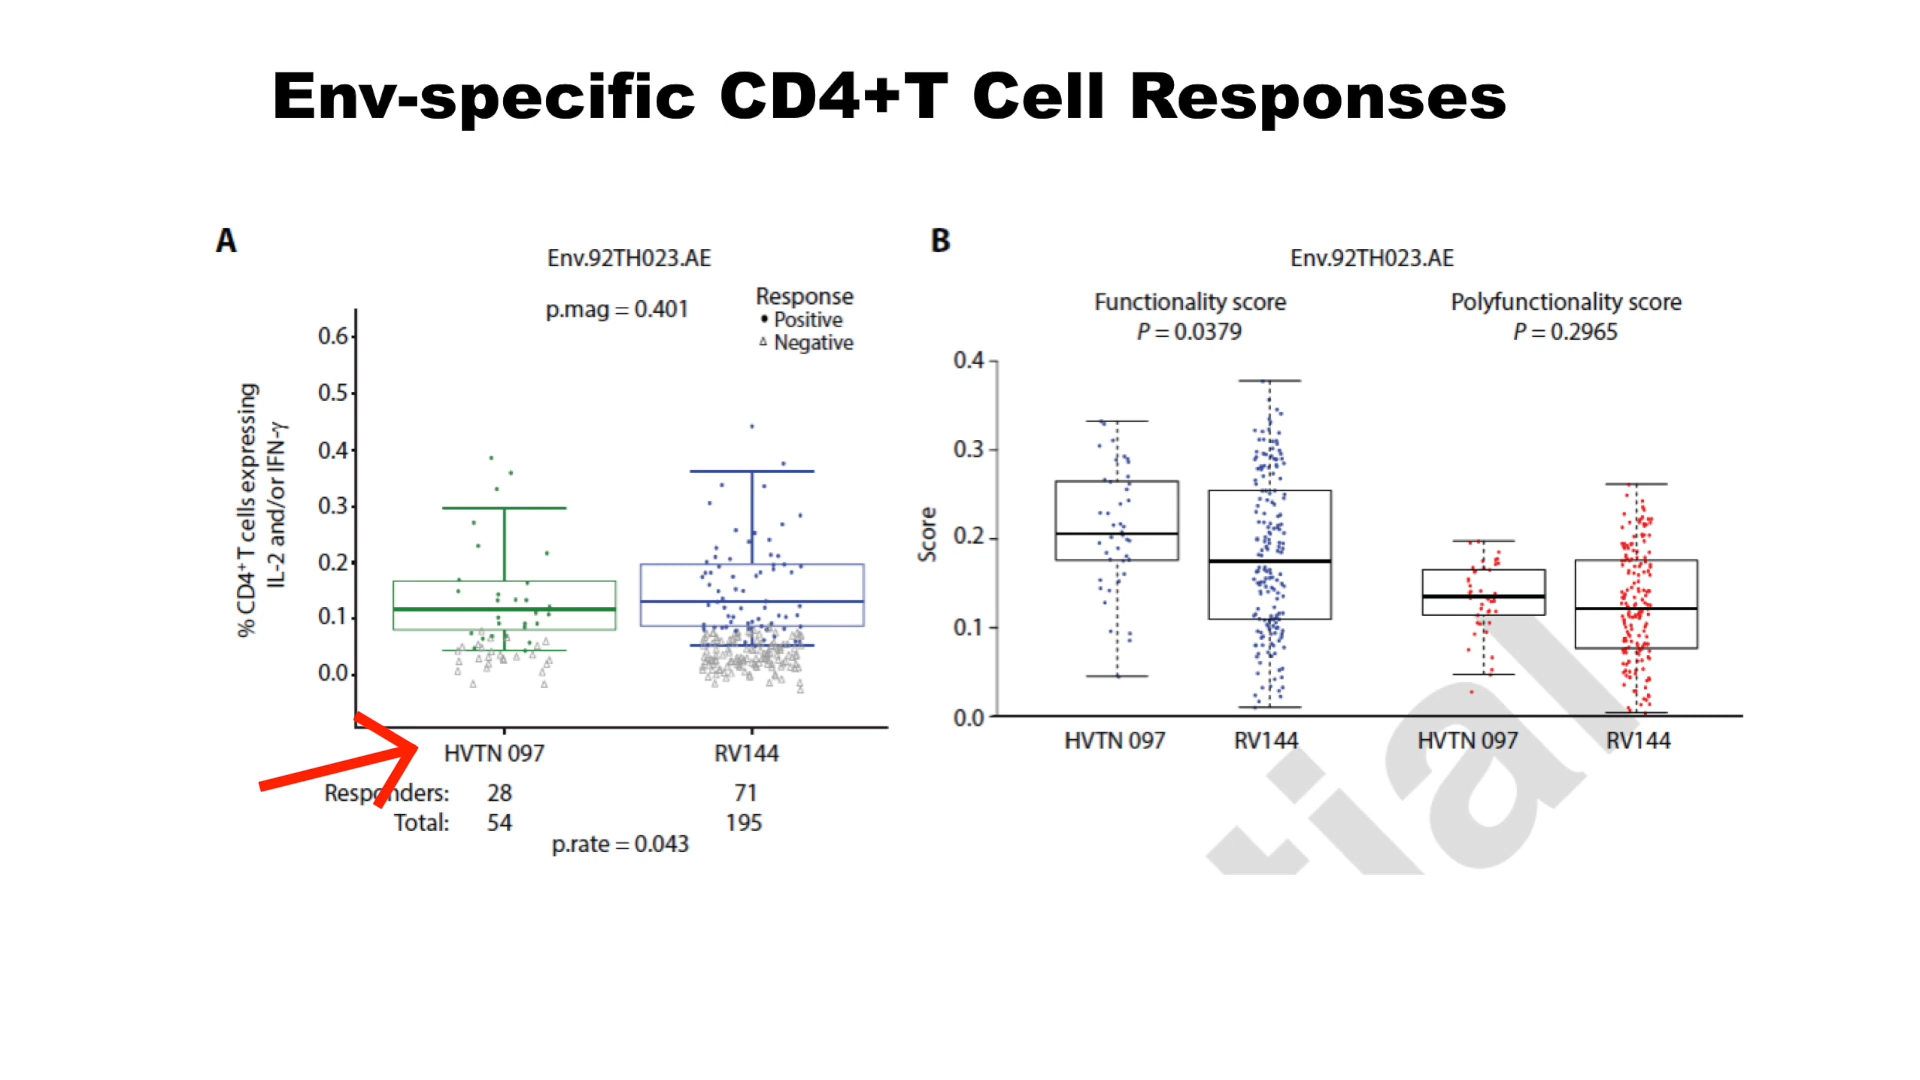 Env-specific CD4+T Cell Responses
A
Env.92TH023.AE
p.mag = 0.401
Response
Positive
Negative
% CD4+ T cells expressing
IL-2 and/or IFN-γ
0.6
0.5
0.4
0.3
0.2
0.1
0.0
HVTN 097 RV144
Responders: 28 71
Total: 54 195
p.rate = 0.043
B
Env.92TH023.AE
Functionality score Polyfunctionality score
P = 0.0379 P = 0.2965
Score
0.4
0.3
0.2
0.1
0.0
HVTN 097 RV144 HVTN 097 RV144
tial